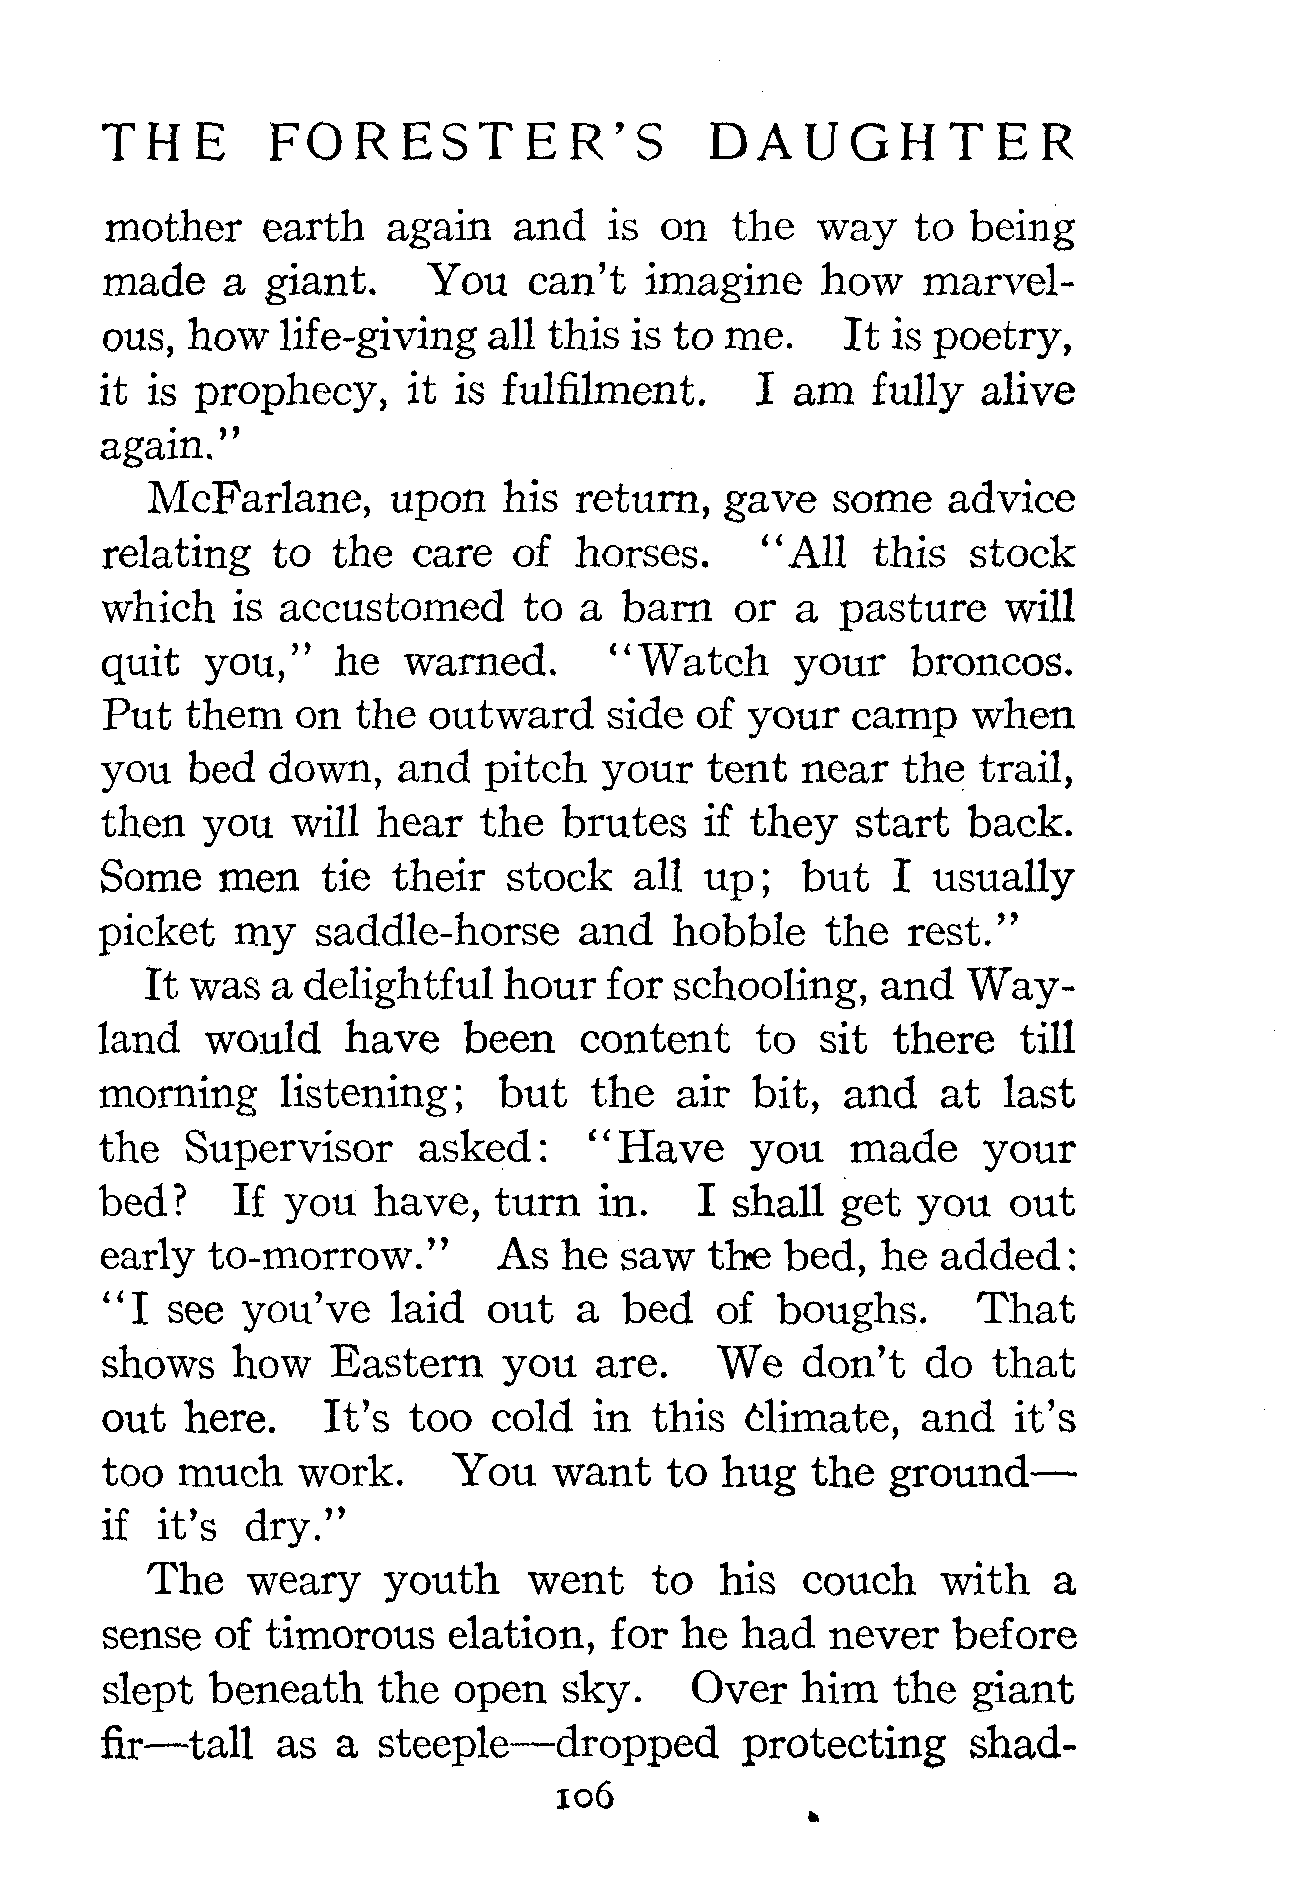 THE FORESTER'S DAUGHTER
mother earth again and is on the way to being
made a giant. You can't imagine how marvel-
ous, how life-giving all this is to me. It is poetry,
it is prophecy, it is fulfilment. I am fully alive
again."
McFarlane, upon his return, gave some advice
relating to the care of horses. "All this stock
which is accustomed to a barn or a pasture will
quit you," he warned. "Watch your broncos.
Put them on the outward side of your camp when
you bed down, and pitch your tent near the trail,
then you will hear the brutes if they start back.
Some men tie their stock all up; but I usually
picket my saddle-horse and hobble the rest."
It was a delightful hour for schooling, and Way-
land would have been content to sit there till
morning listening; but the air bit, and at last
the Supervisor asked: "Have you made your
bed? If you have, turn in. I shall get you out
early to-morrow." As he saw the bed, he added:
"I see you've laid out a bed of boughs. That
shows how Eastern you are. We don't do that
out here. It's too cold in this climate, and it's
too much work. You want to hug the ground—
if it's dry."
The weary youth went to his couch with a
sense of timorous elation, for he had never before
slept beneath the open sky. Over him the giant
fir—tall as a steeple—dropped protecting shad-
106